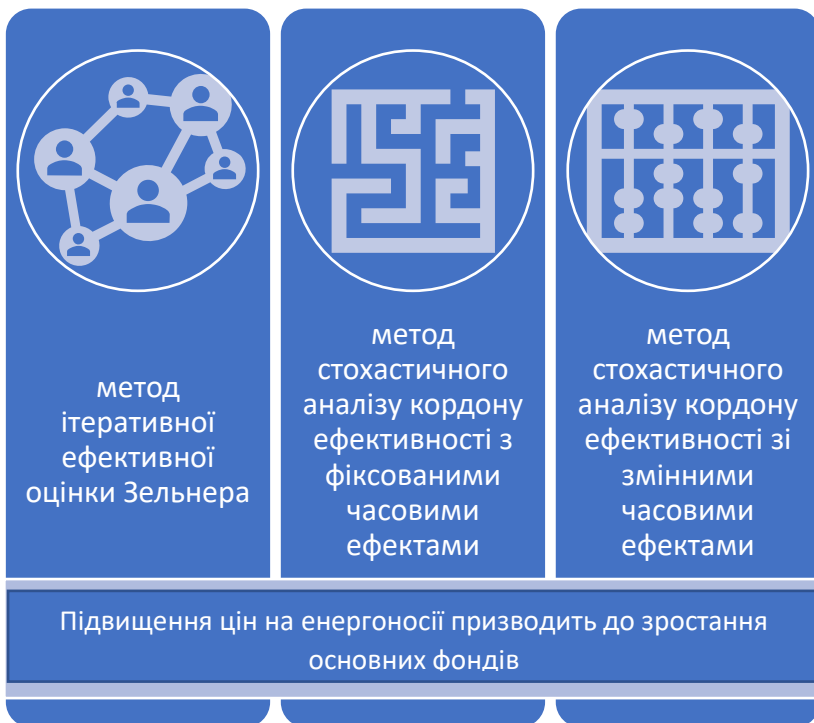 метод
ітеративної
ефективної
оцінки Зельнера
метод
стохастичного
аналізу кордону
ефективності з
фіксованими
часовими
ефектами
метод
стохастичного
аналізу кордону
ефективності зі
змінними
часовими
ефектами
Підвищення цін на енергоносії призводить до зростання
основних фондів